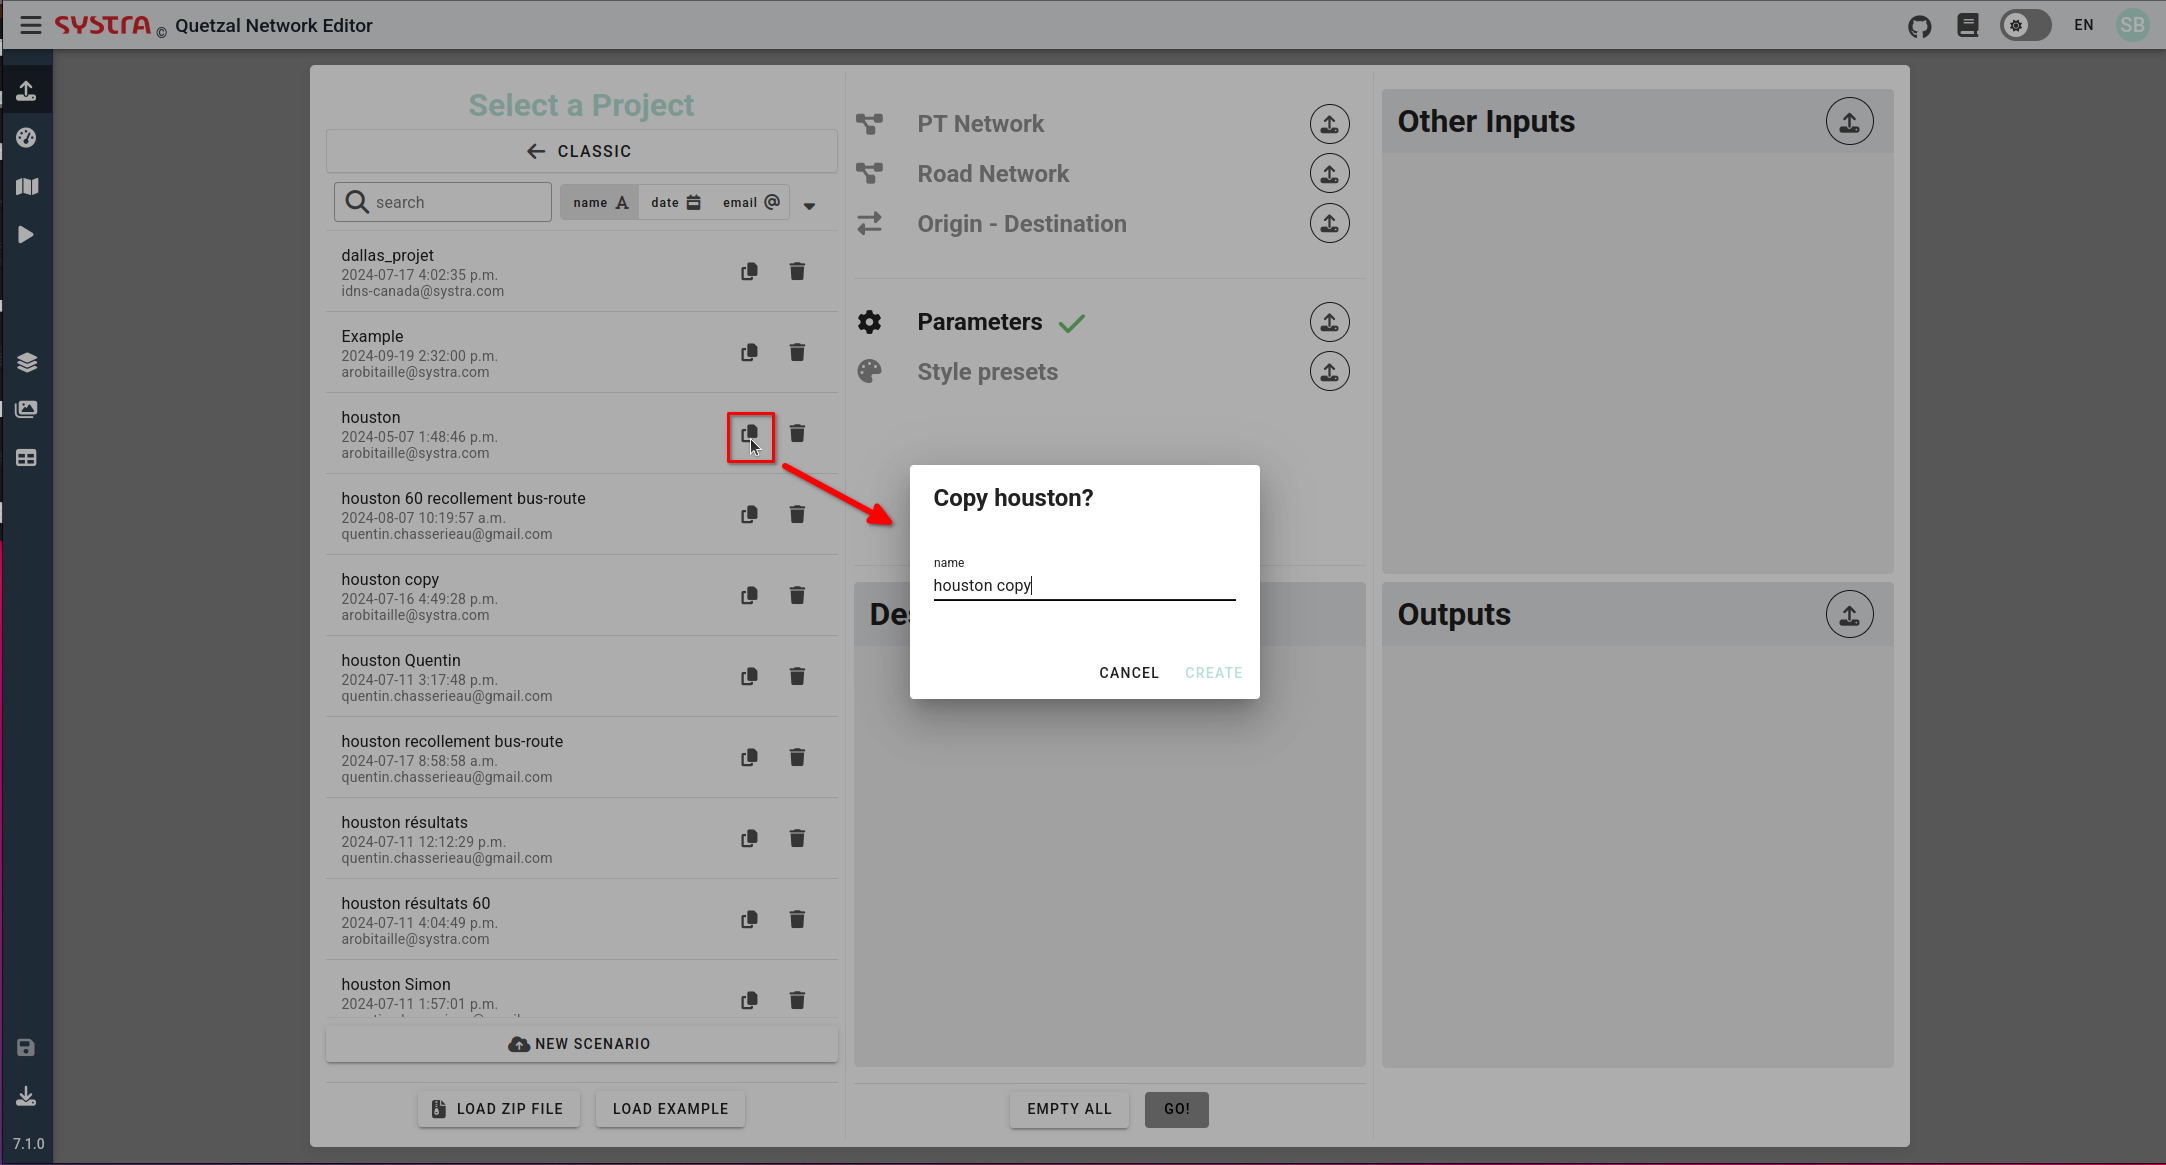 SYSTRA © Quetzal Network Editor
EN SB
Select a Project
CLASSIC
search
name date email @
dallas_projet
2024-07-17 4:02:35 p.m.
idns-canada@systra.com
Example
2024-09-19 2:32:00 p.m.
arobitaille@systra.com
houston
2024-05-07 1:48:46 p.m.
arobitaille@systra.com
houston 60 recollement bus-route
2024-08-07 10:19:57 a.m.
quentin.chasserieau@gmail.com
houston copy
2024-07-16 4:49:28 p.m.
arobitaille@systra.com
houston Quentin
2024-07-11 3:17:48 p.m.
quentin.chasserieau@gmail.com
houston recollement bus-route
2024-07-17 8:58:58 a.m.
quentin.chasserieau@gmail.com
houston résultats
2024-07-11 12:12:29 p.m.
quentin.chasserieau@gmail.com
houston résultats 60
2024-07-11 4:04:49 p.m.
arobitaille@systra.com
houston Simon
2024-07-11 1:57:01 p.m.
NEW SCENARIO
LOAD ZIP FILE
LOAD EXAMPLE
7.1.0
PT Network
Road Network
Origin - Destination
Parameters
Style presets
Copy houston?
name
houston copy
CANCEL CREATE
Des
EMPTY ALL
GO!
Other Inputs
Outputs